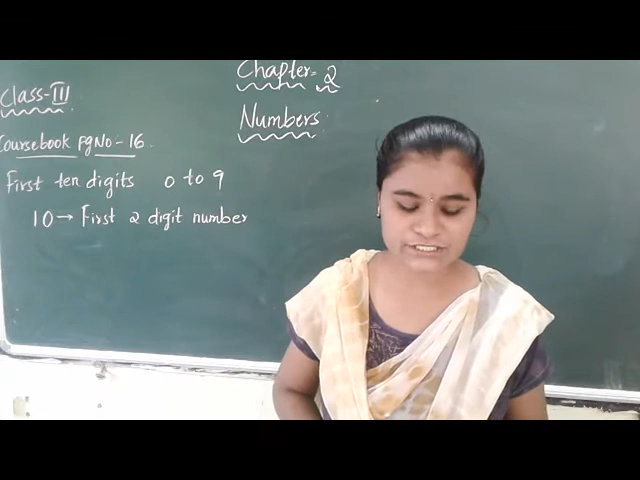 Chapter-2
Class-III
Numbers
Coursebook PgNo-16.
First ten digits 0 to 9
10→ First 2 digit number